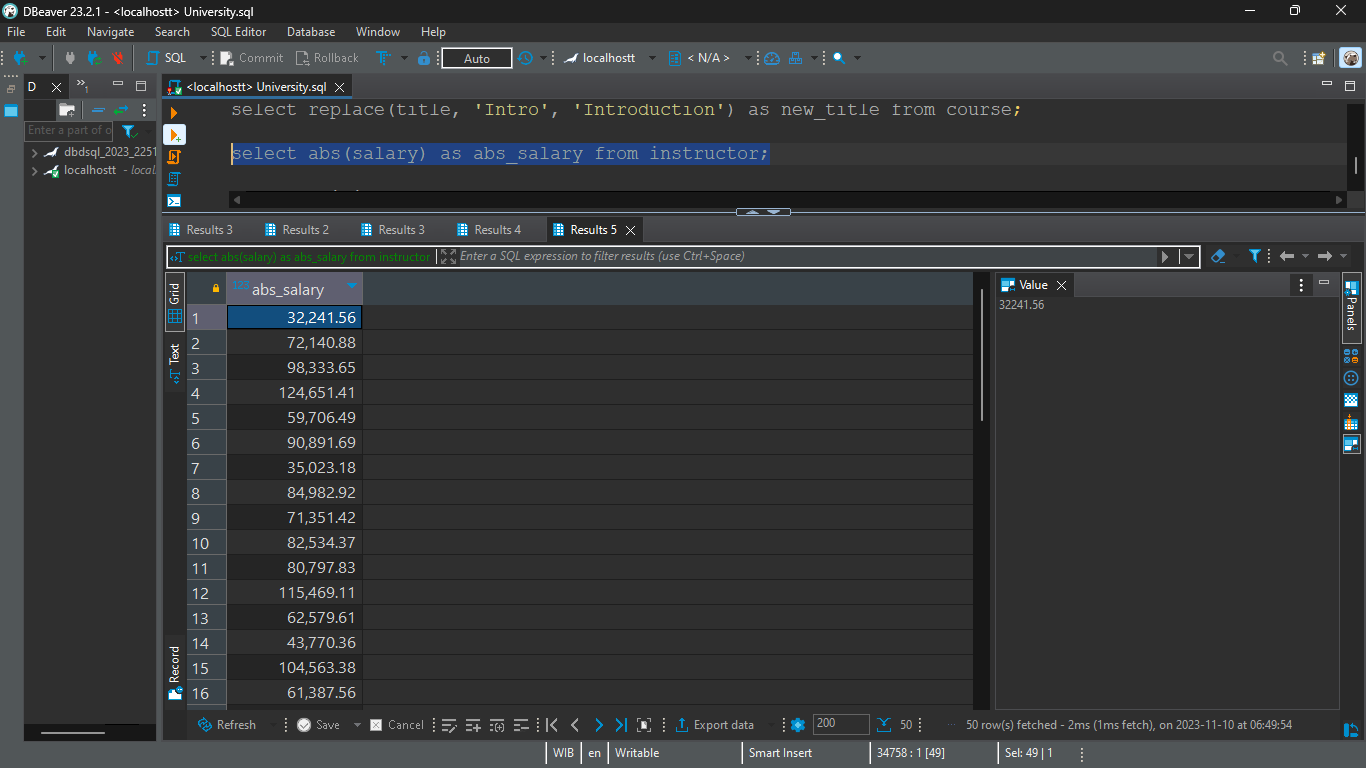 DBeaver 23.2.1 - <localhostt> University.sql
File Edit Navigate Search SQL Editor Database Window Help
SQL Commit Rollback Auto localhostt < N/A >
D »1 <localhostt> University.sql
Enter a part of o
dbdsql_2023_2251
localhostt - local
select replace(title, 'Intro', 'Introduction') as new_title from course;
select abs(salary) as abs_salary from instructor;
Results 3 Results 2 Results 3 Results 4 Results 5
select abs(salary) as abs_salary from instructor Enter a SQL expression to filter results (use Ctrl+Space)
Grid
Text
Record
123 abs_salary
1 32,241.56
2 72,140.88
3 98,333.65
4 124,651.41
5 59,706.49
6 90,891.69
7 35,023.18
8 84,982.92
9 71,351.42
10 82,534.37
11 80,797.83
12 115,469.11
13 62,579.61
14 43,770.36
15 104,563.38
16 61,387.56
Value
32241.56
Panels
Refresh Save Cancel Export data 200 50 ... 50 row(s) fetched - 2ms (1ms fetch), on 2023-11-10 at 06:49:54
WIB en Writable Smart Insert 34758 : 1 [49] Sel: 49 | 1